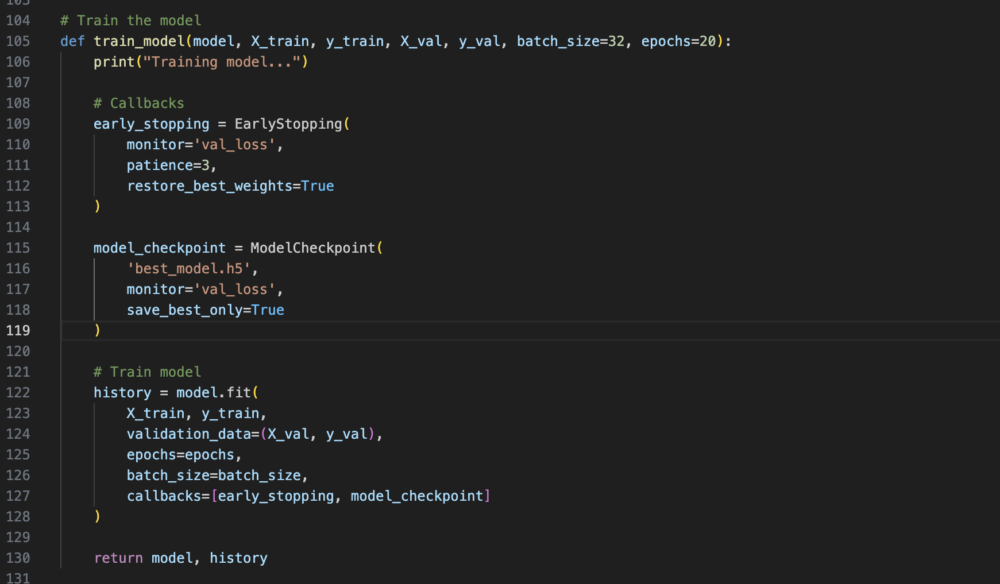 103
104 # Train the model
105 def train_model(model, X_train, y_train, X_val, y_val, batch_size=32, epochs=20):
106     print("Training model...")
107
108     # Callbacks
109     early_stopping = EarlyStopping(
110         monitor='val_loss',
111         patience=3,
112         restore_best_weights=True
113     )
114
115     model_checkpoint = ModelCheckpoint(
116         'best_model.h5',
117         monitor='val_loss',
118         save_best_only=True
119     )
120
121     # Train model
122     history = model.fit(
123         X_train, y_train,
124         validation_data=(X_val, y_val),
125         epochs=epochs,
126         batch_size=batch_size,
127         callbacks=[early_stopping, model_checkpoint]
128     )
129
130     return model, history
131